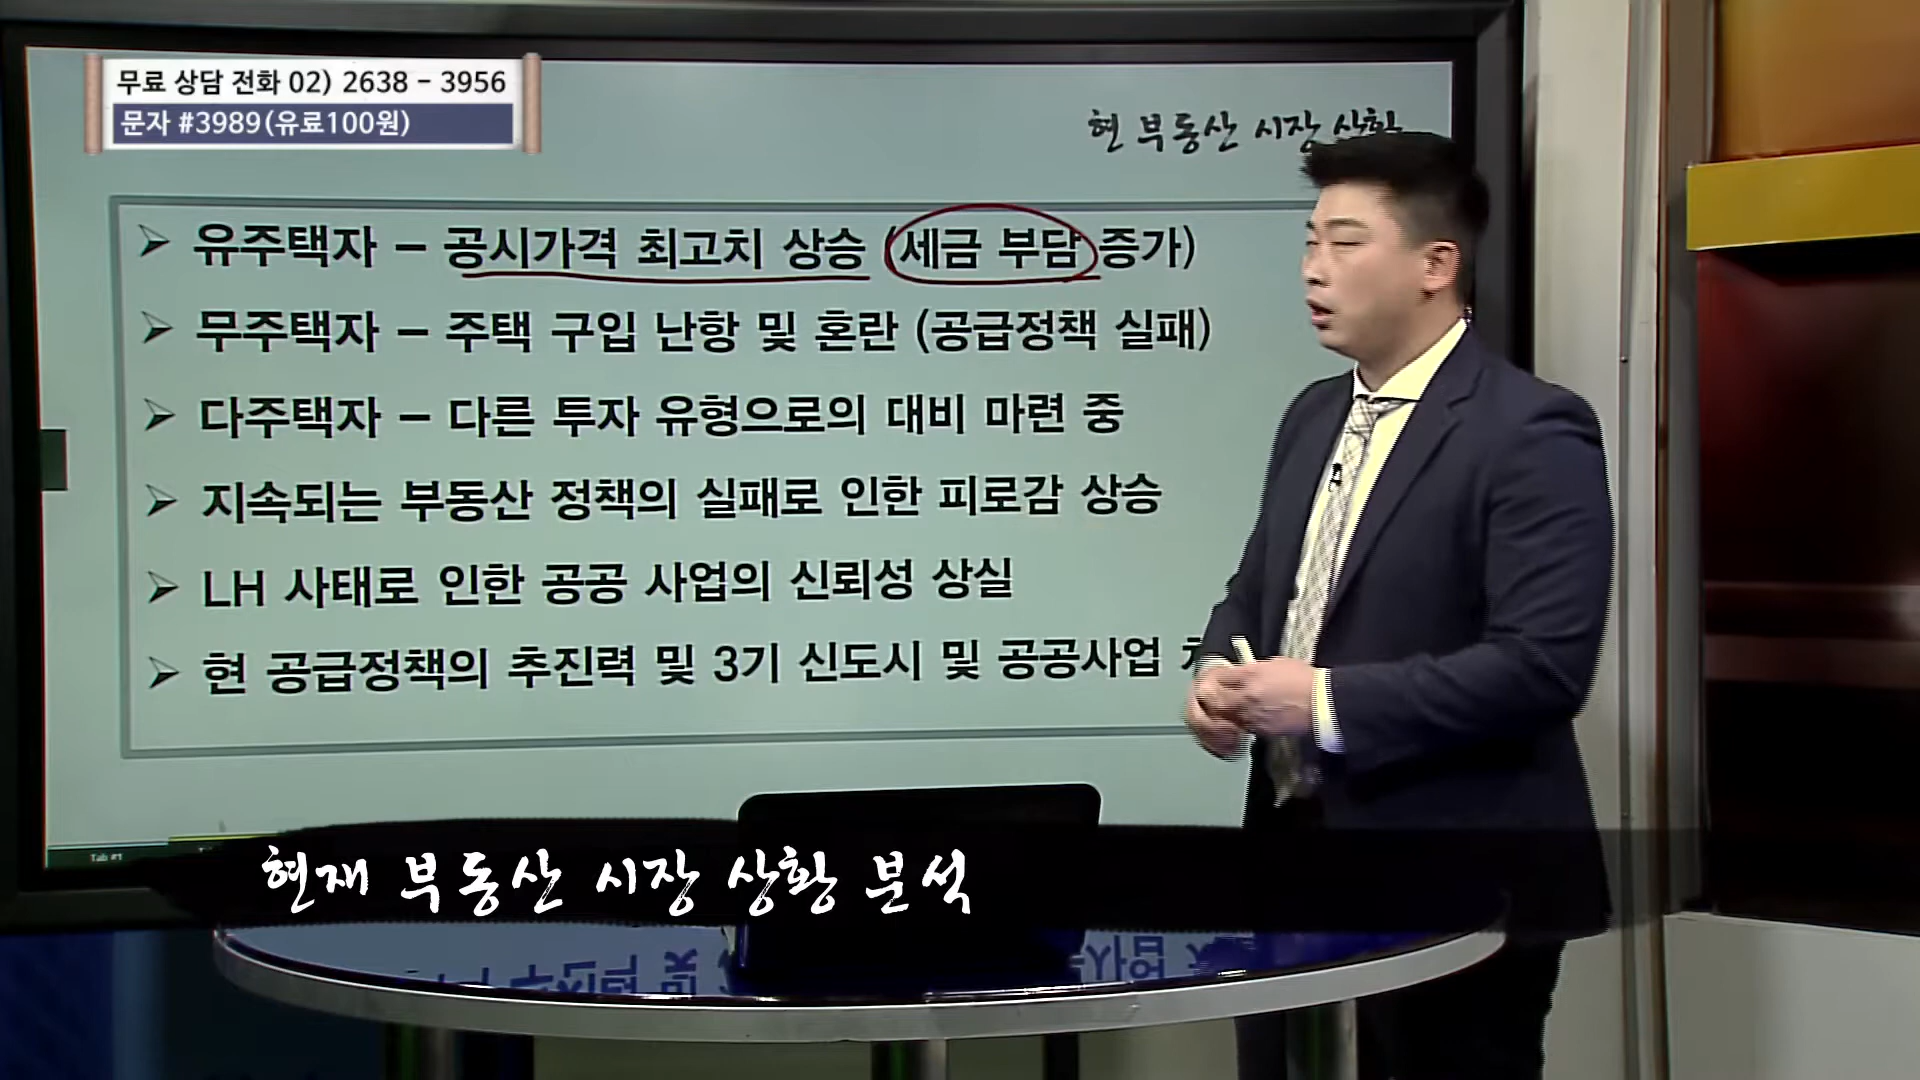 무료 상담 전화 02) 2638 - 3956
문자 #3989(유료100원)
현 부동산 시장 상황
➢ 유주택자 – 공시가격 최고치 상승 (세금 부담 증가)
➢ 무주택자 – 주택 구입 난항 및 혼란 (공급정책 실패)
➢ 다주택자 – 다른 투자 유형으로의 대비 마련 중
➢ 지속되는 부동산 정책의 실패로 인한 피로감 상승
➢ LH 사태로 인한 공공 사업의 신뢰성 상실
➢ 현 공급정책의 추진력 및 3기 신도시 및 공공사업
Tab #1
현재 부동산 시장 상황 분석